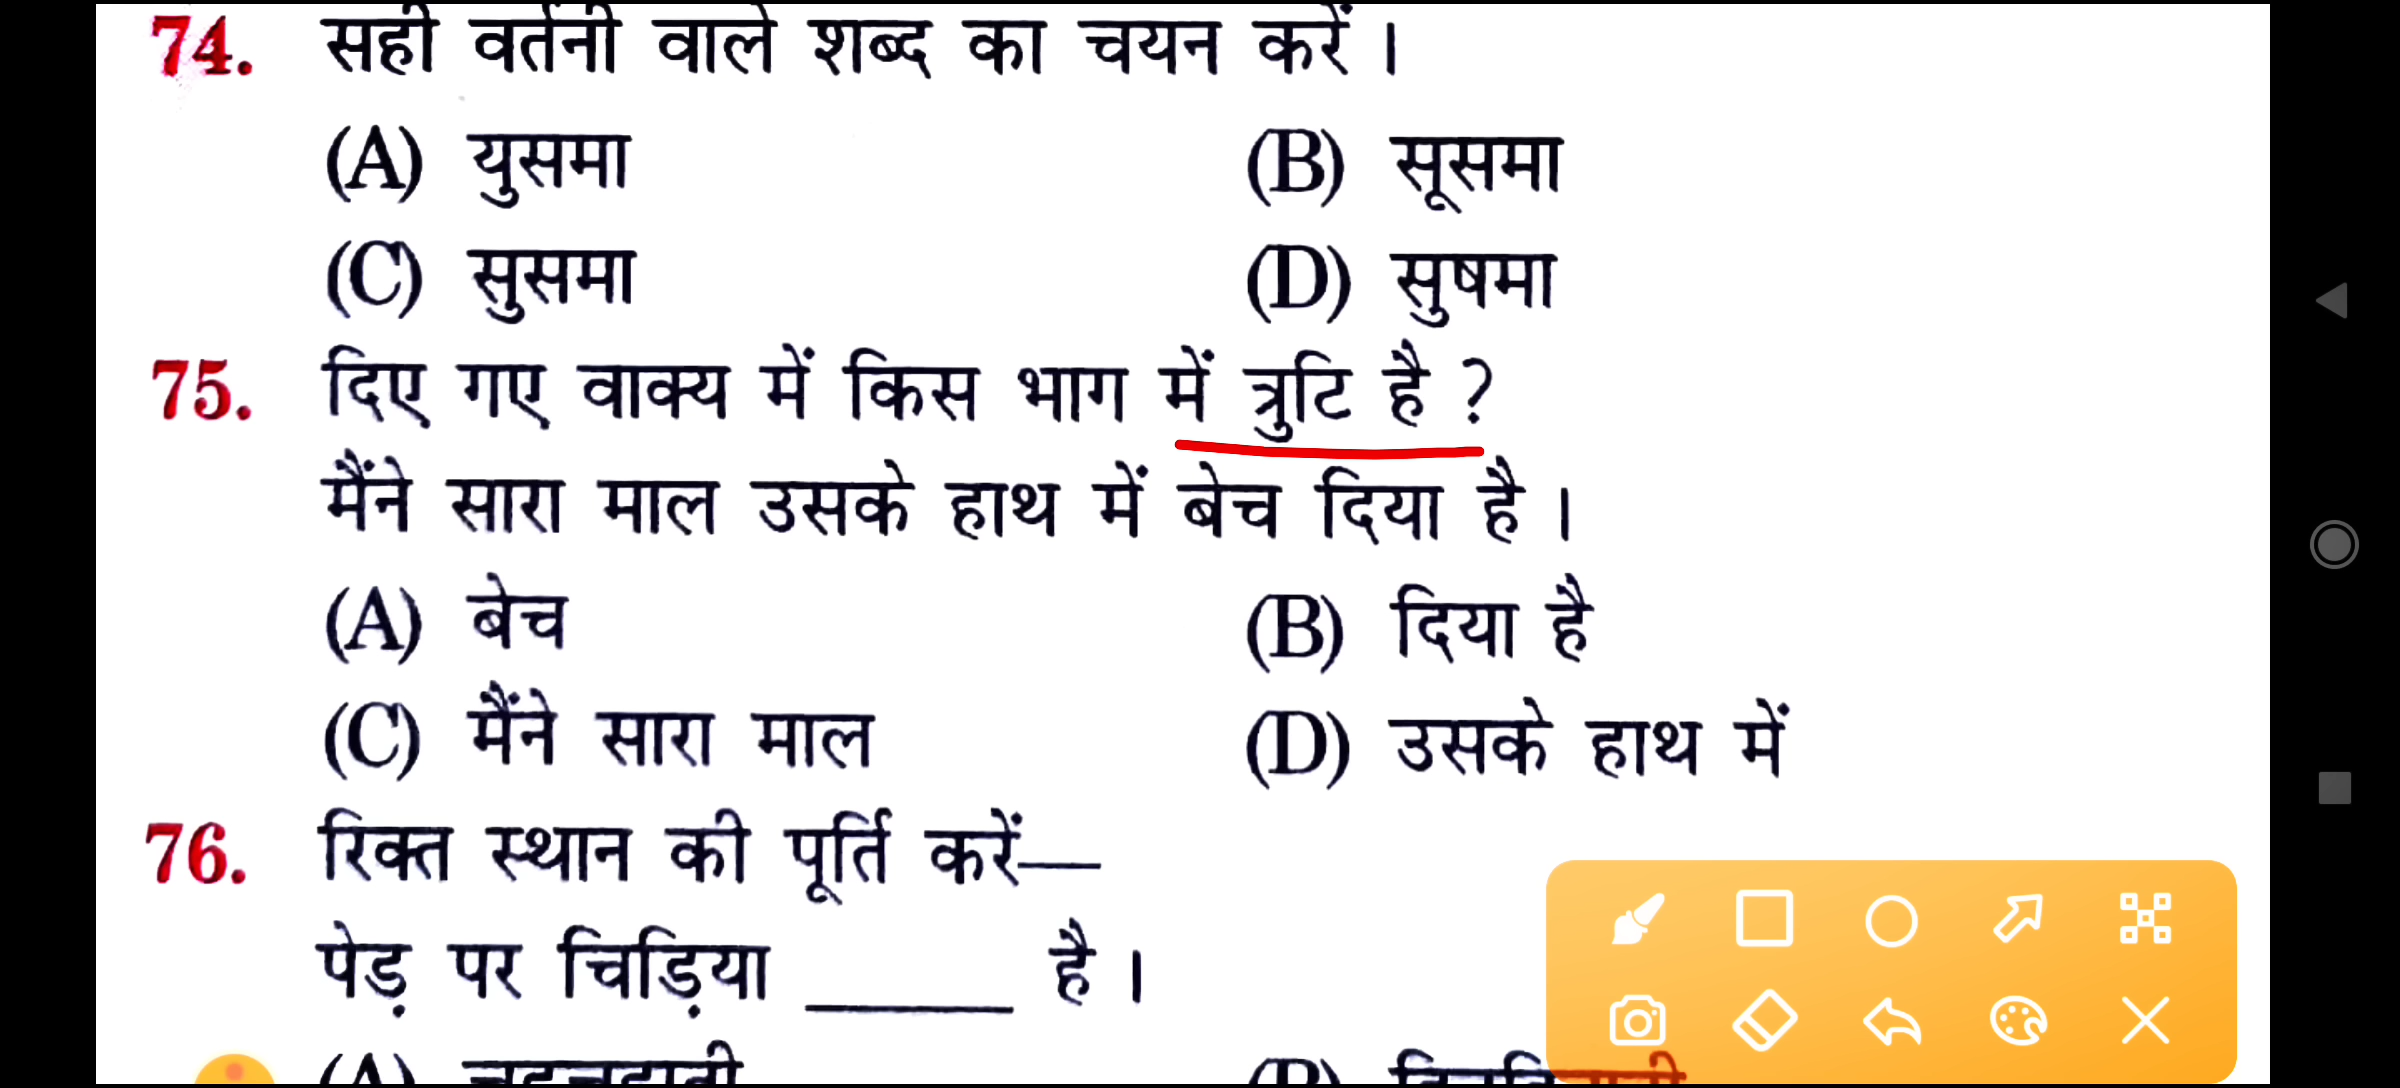 74. सही वर्तनी वाले शब्द का चयन करें ।
(A) युसमा (B) सूसमा
(C) सुसमा (D) सुषमा
75. दिए गए वाक्य में किस भाग में त्रुटि है ?
मैंने सारा माल उसके हाथ में बेच दिया है ।
(A) बेच (B) दिया है
(C) मैंने सारा माल (D) उसके हाथ में
76. रिक्त स्थान की पूर्ति करें—
पेड़ पर चिड़िया ______ है ।
(A) (B)